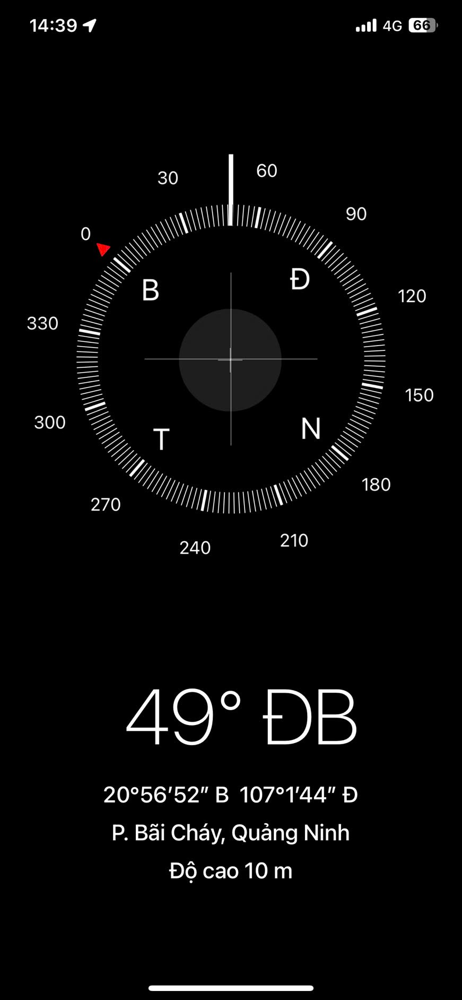 14:39 4G 66
30 60
0 90
B Đ
330 120
300 150
T N
270 180
240 210
49° ĐB
20°56′52″ B 107°1′44″ Đ
P. Bãi Cháy, Quảng Ninh
Độ cao 10 m